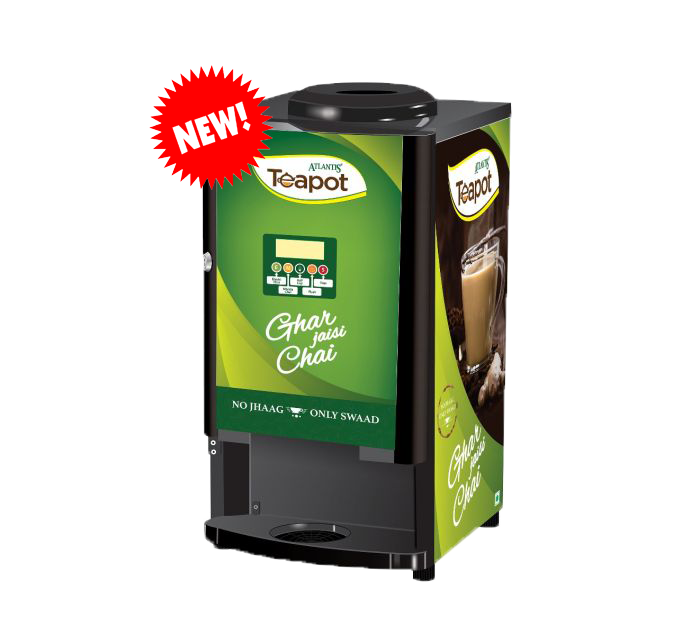 NEW!
ATLANTIS
Teapot
Ghar
jaisi
Chai
NO JHAAG ONLY SWAAD
ATLANTIS
Teapot
Ghar
jaisi
Chai